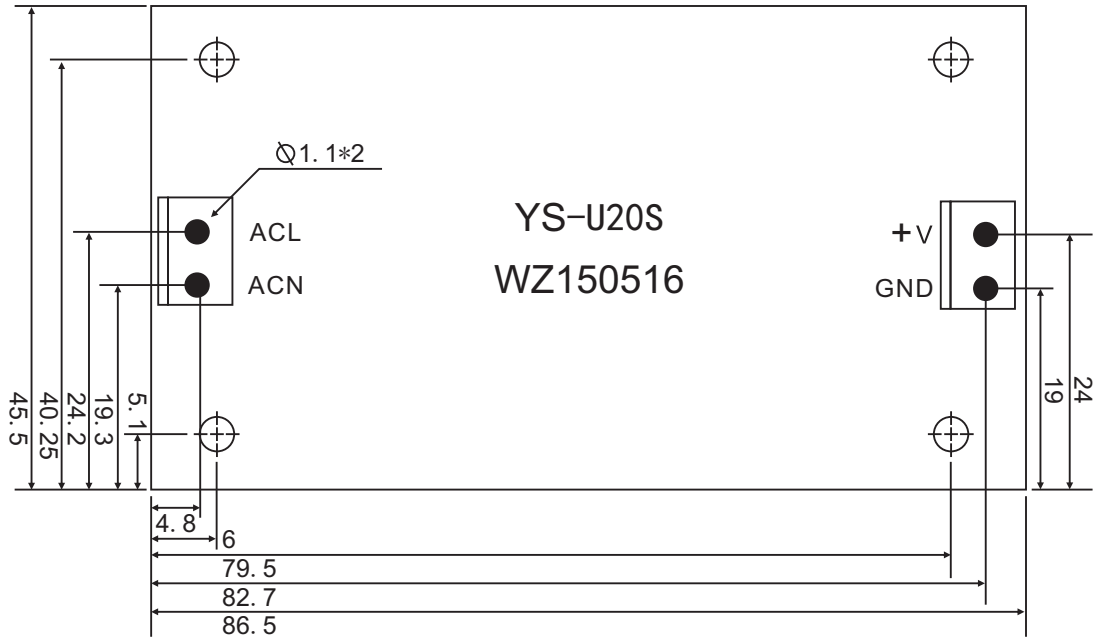 ∅1.1*2
YS-U20S
WZ150516
ACL
ACN
+V
GND
45.5
40.25
24.2
19.3
5.1
19
24
4.8
6
79.5
82.7
86.5